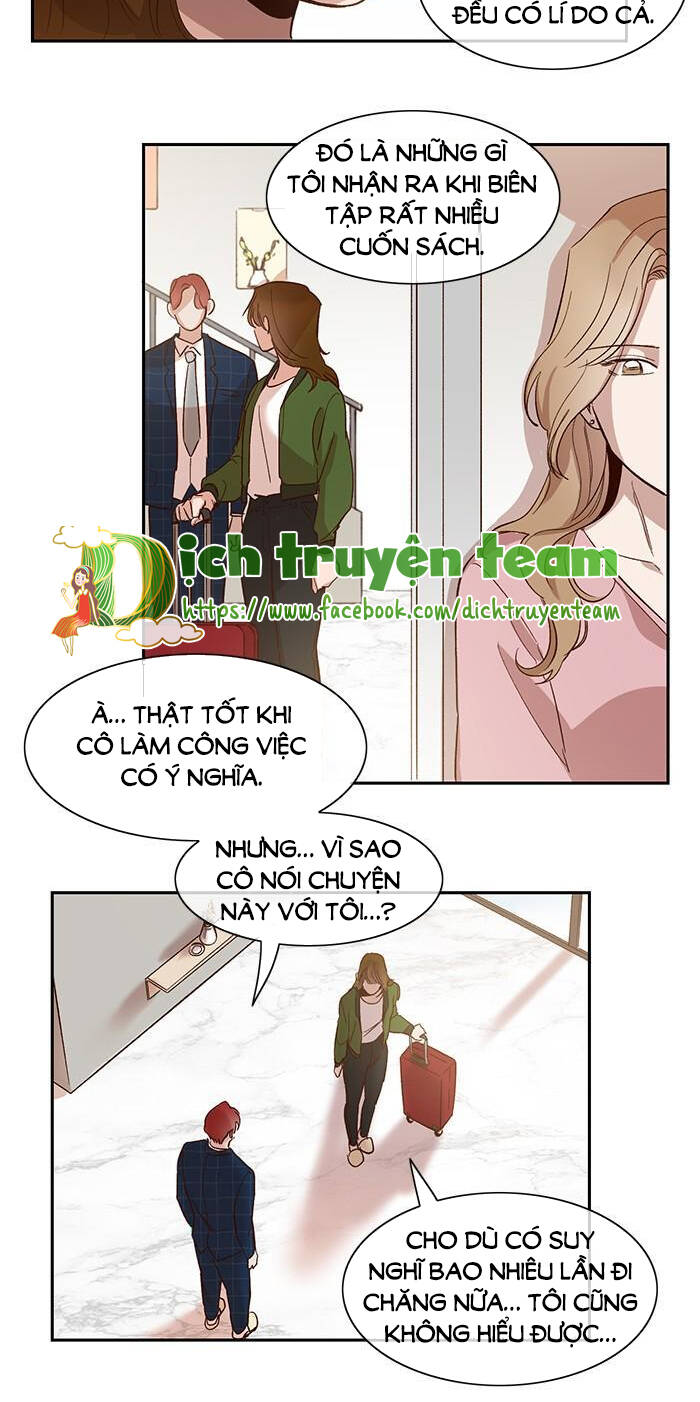 ĐỀU CÓ LÍ DO CẢ.
ĐÓ LÀ NHỮNG GÌ
TÔI NHẬN RA KHI BIÊN
TẬP RẤT NHIỀU
CUỐN SÁCH.
Dịch truyện team
https://www.facebook.com/dichtruyenteam
À... THẬT TỐT KHI
CÔ LÀM CÔNG VIỆC
CÓ Ý NGHĨA.
NHƯNG... VÌ SAO
CÔ NÓI CHUYỆN
NÀY VỚI TÔI...?
CHO DÙ CÓ SUY
NGHĨ BAO NHIÊU LẦN ĐI
CHĂNG NỮA... TÔI CŨNG
KHÔNG HIỂU ĐƯỢC...